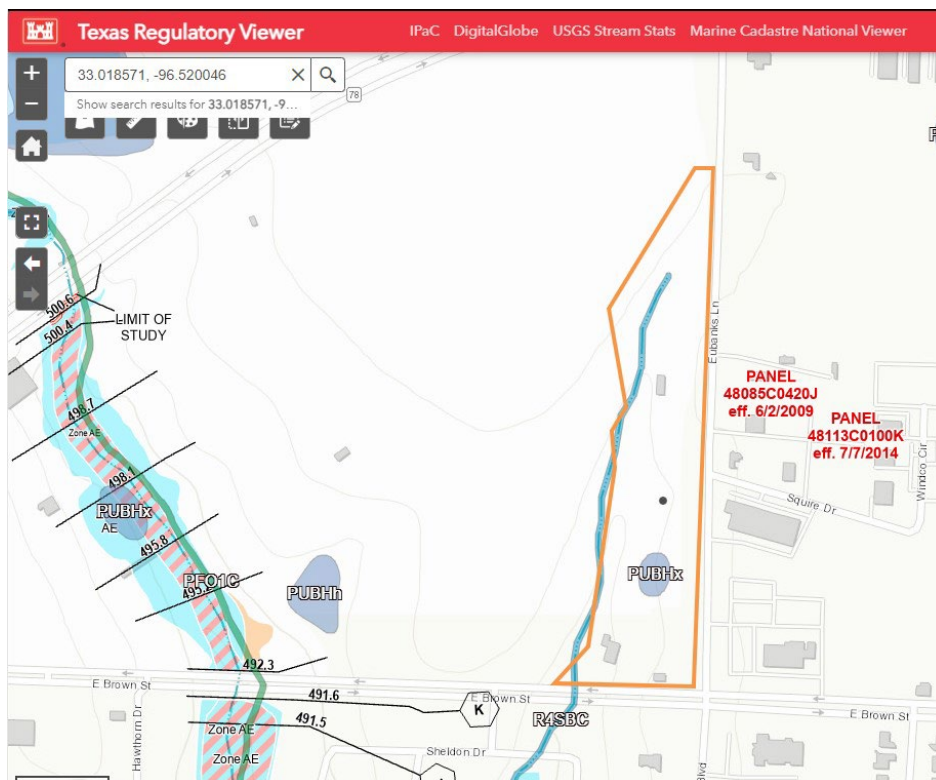 Texas Regulatory Viewer
IPaC DigitalGlobe USGS Stream Stats Marine Cadastre National Viewer
33.018571, -96.520046
Show search results for 33.018571, -9...
78
500.6
LIMIT OF
STUDY
500.4
498.7
Zone AE
498.1
PUBHx
AE
495.8
PFO1C
PUBHh
492.3
E Brown St
491.6
K
491.5
Zone AE
Zone AE
Hawthorn Dr
Sheldon Dr
R4SBC
E Brown St
E Brown St
Blvd
PUBHx
Eubanks Ln
PANEL
48085C0420J
eff. 6/2/2009
PANEL
48113C0100K
eff. 7/7/2014
Squire Dr
Windco Cir